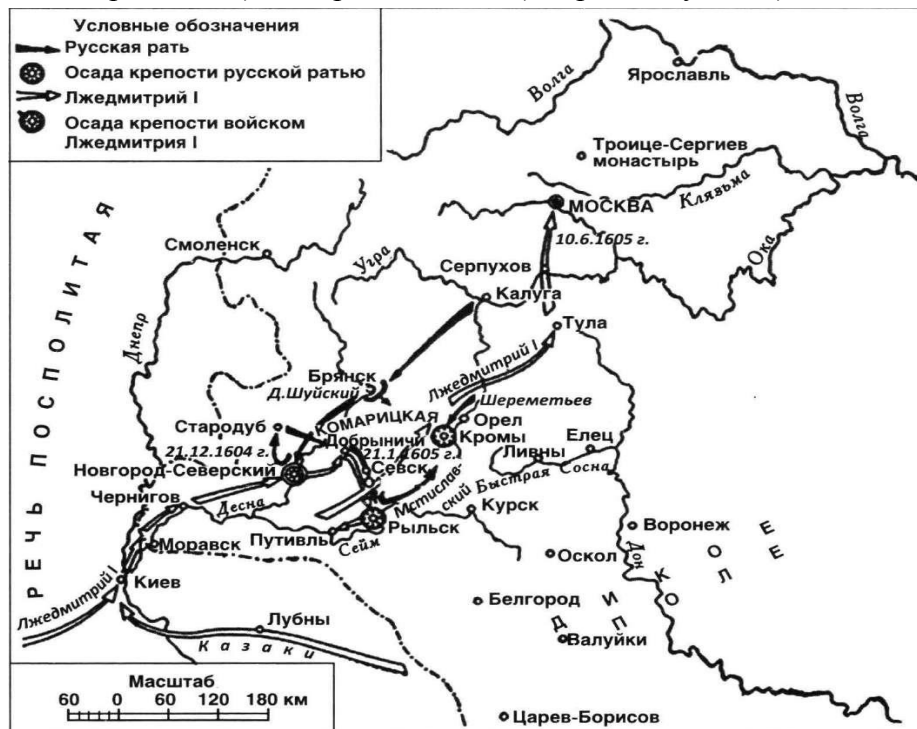 Условные обозначения
Русская рать
Осада крепости русской ратью
Лжедмитрий I
Осада крепости войском
Лжедмитрия I
Ярославль
Волга
Волга
Троице-Сергиев
монастырь
Клязьма
МОСКВА
10.6.1605 г.
Ока
РЕЧЬ ПОСПОЛИТАЯ
Смоленск
Угра
Серпухов
Калуга
Тула
Днепр
Лжедмитрий I
Брянск
Д.Шуйский
Шереметьев
КОМАРИЦКАЯ
Орел
Стародуб
Добрыничи
Кромы
Елец
21.12.1604 г.
21.1.1605 г.
Ливны
Новгород-Северский
Севск
Быстрая Сосна
Мстислав-
ский
Чернигов
Десна
Курск
Путивль
Рыльск
Воронеж
Сейм
Моравск
Оскол
Дон
ДИКОЕ ПОЛЕ
Лжедмитрий I
Киев
Белгород
Лубны
Валуйки
Казаки
Масштаб
60 0 60 120 180 км
Царев-Борисов